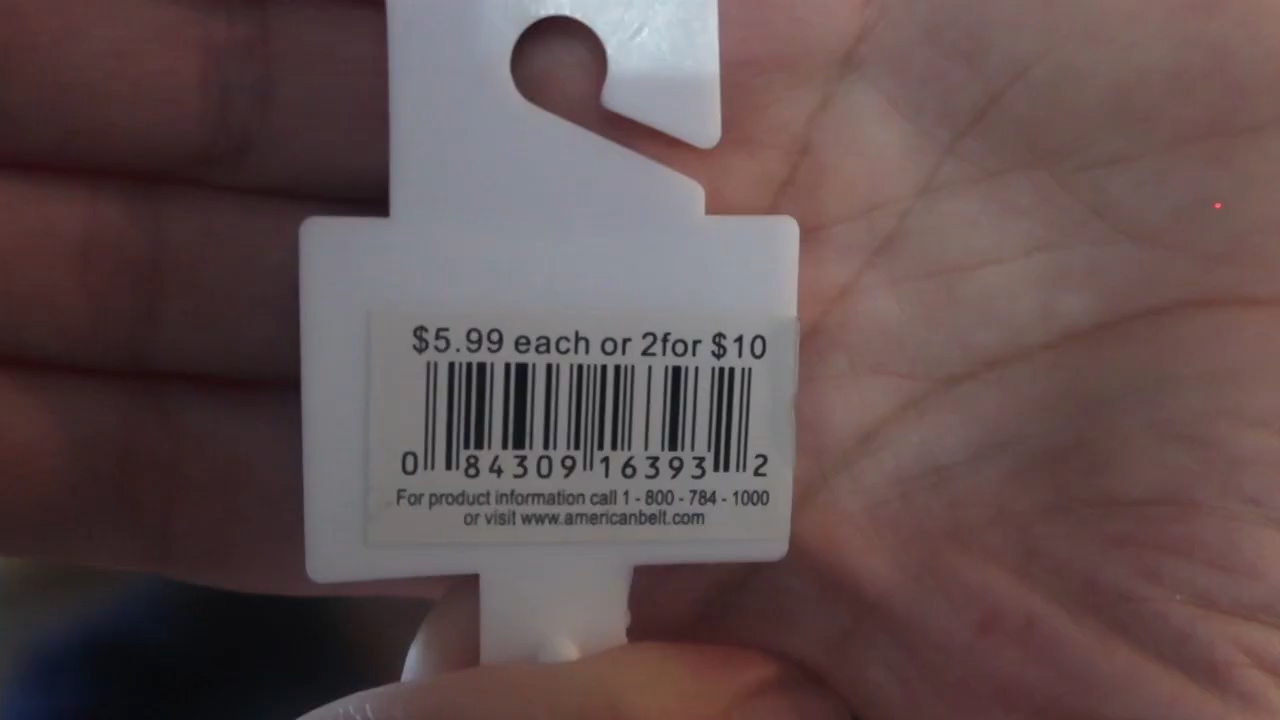 $5.99 each or 2for $10
0 84309 16393 2
For product information call 1 - 800 - 784 - 1000
or visit www.americanbelt.com